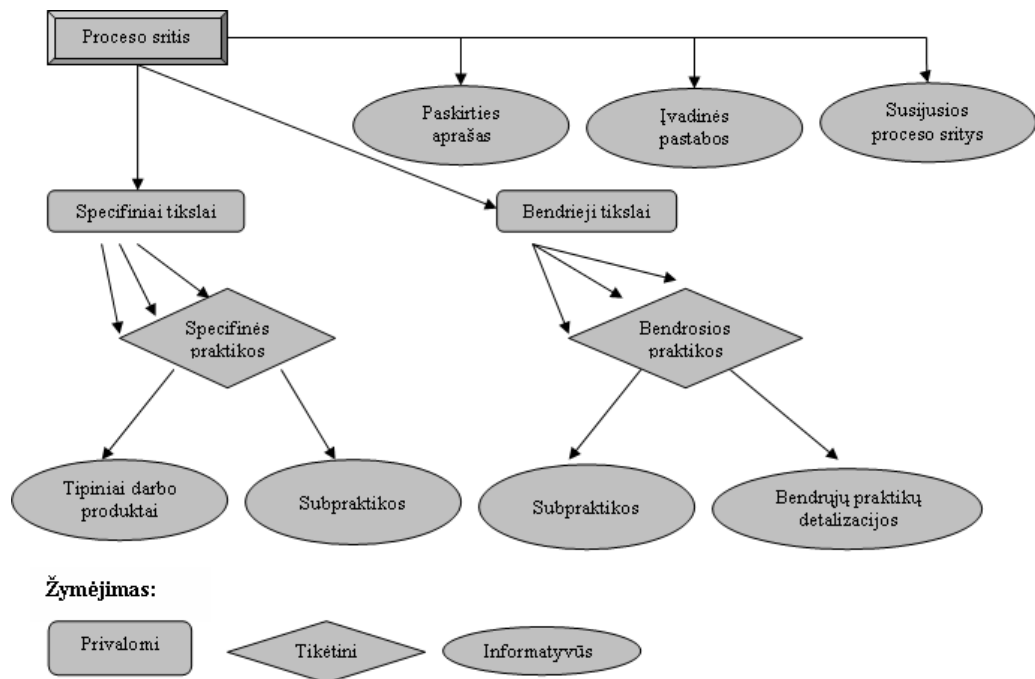 Proceso sritis
Paskirties
aprašas
Įvadinės
pastabos
Susijusios
proceso sritys
Specifiniai tikslai
Bendrieji tikslai
Specifinės
praktikos
Bendrosios
praktikos
Tipiniai darbo
produktai
Subpraktikos
Subpraktikos
Bendrųjų praktikų
detalizacijos
Žymėjimas:
Privalomi
Tikėtini
Informatyvūs